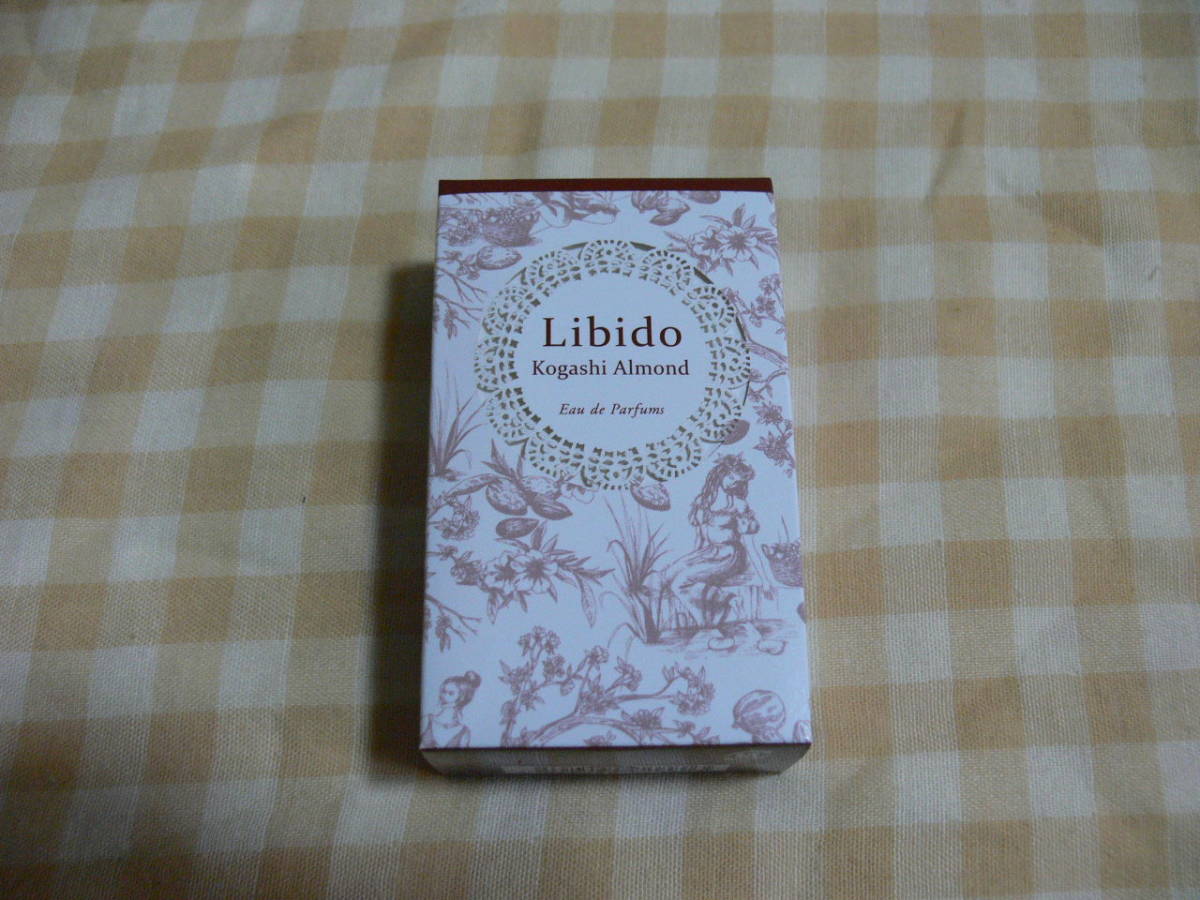 Libido
Kogashi Almond
Eau de Parfums